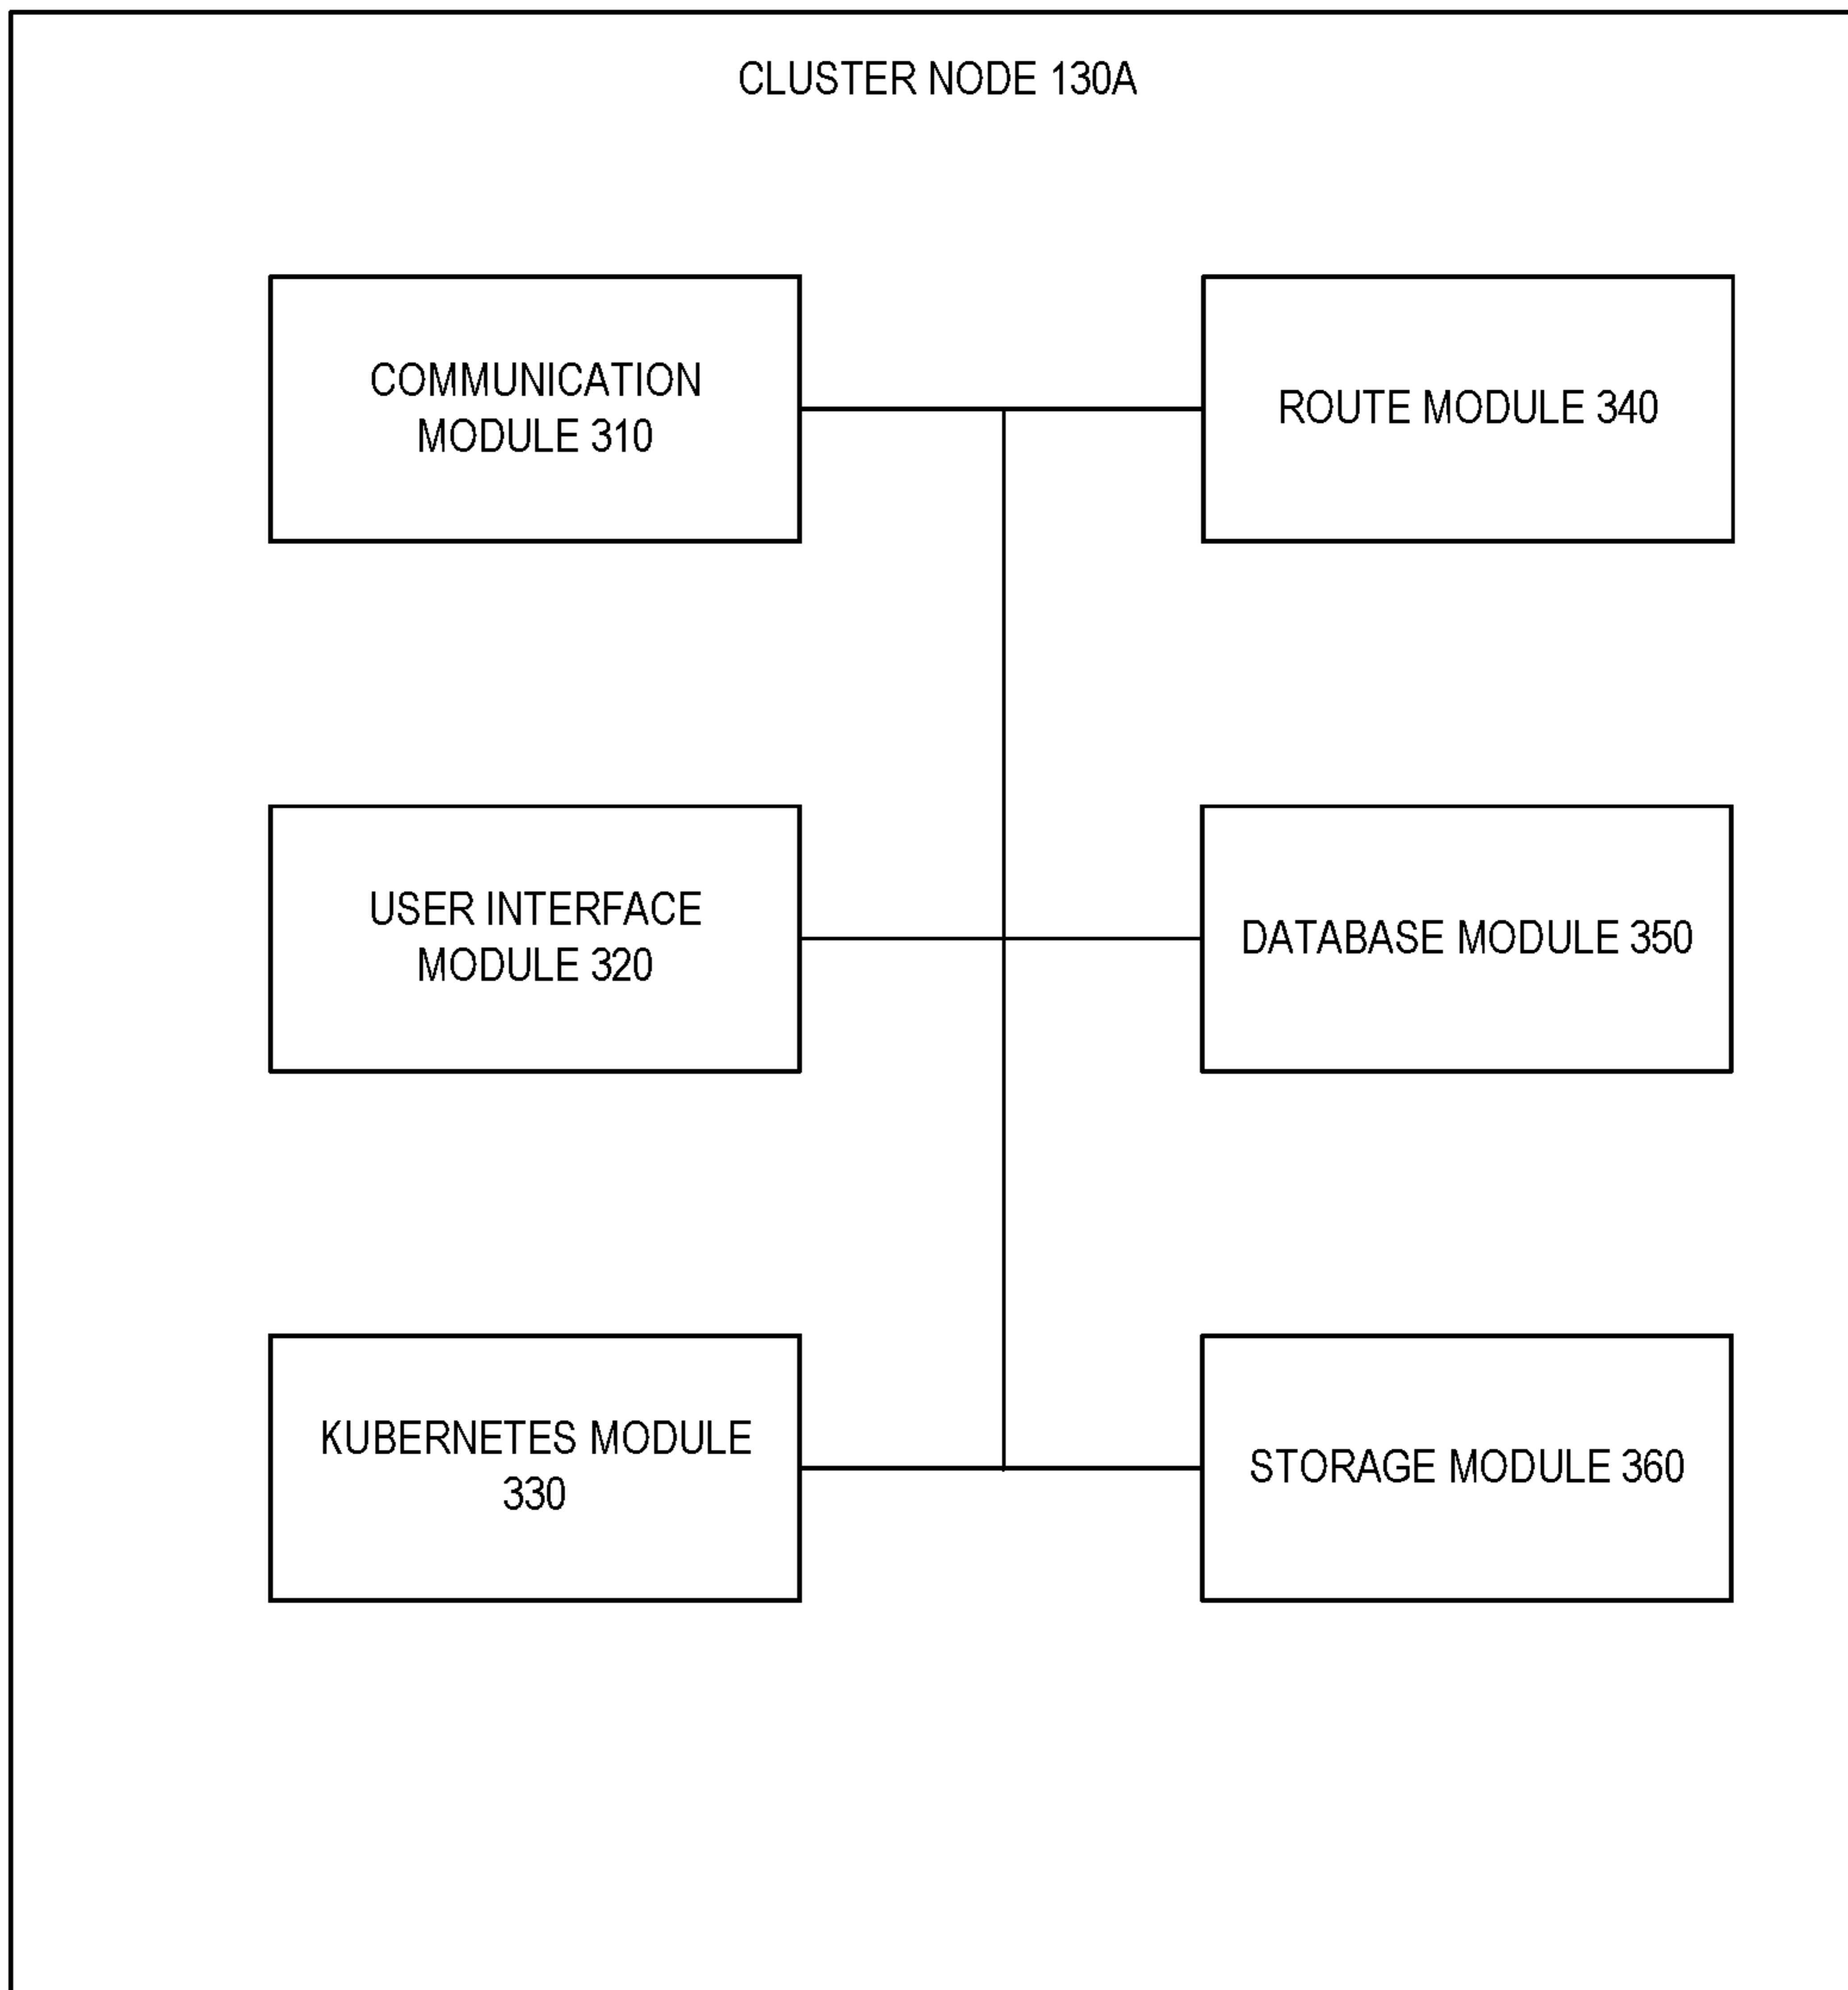 CLUSTER NODE 130A
COMMUNICATION
MODULE 310
ROUTE MODULE 340
USER INTERFACE
MODULE 320
DATABASE MODULE 350
KUBERNETES MODULE
330
STORAGE MODULE 360